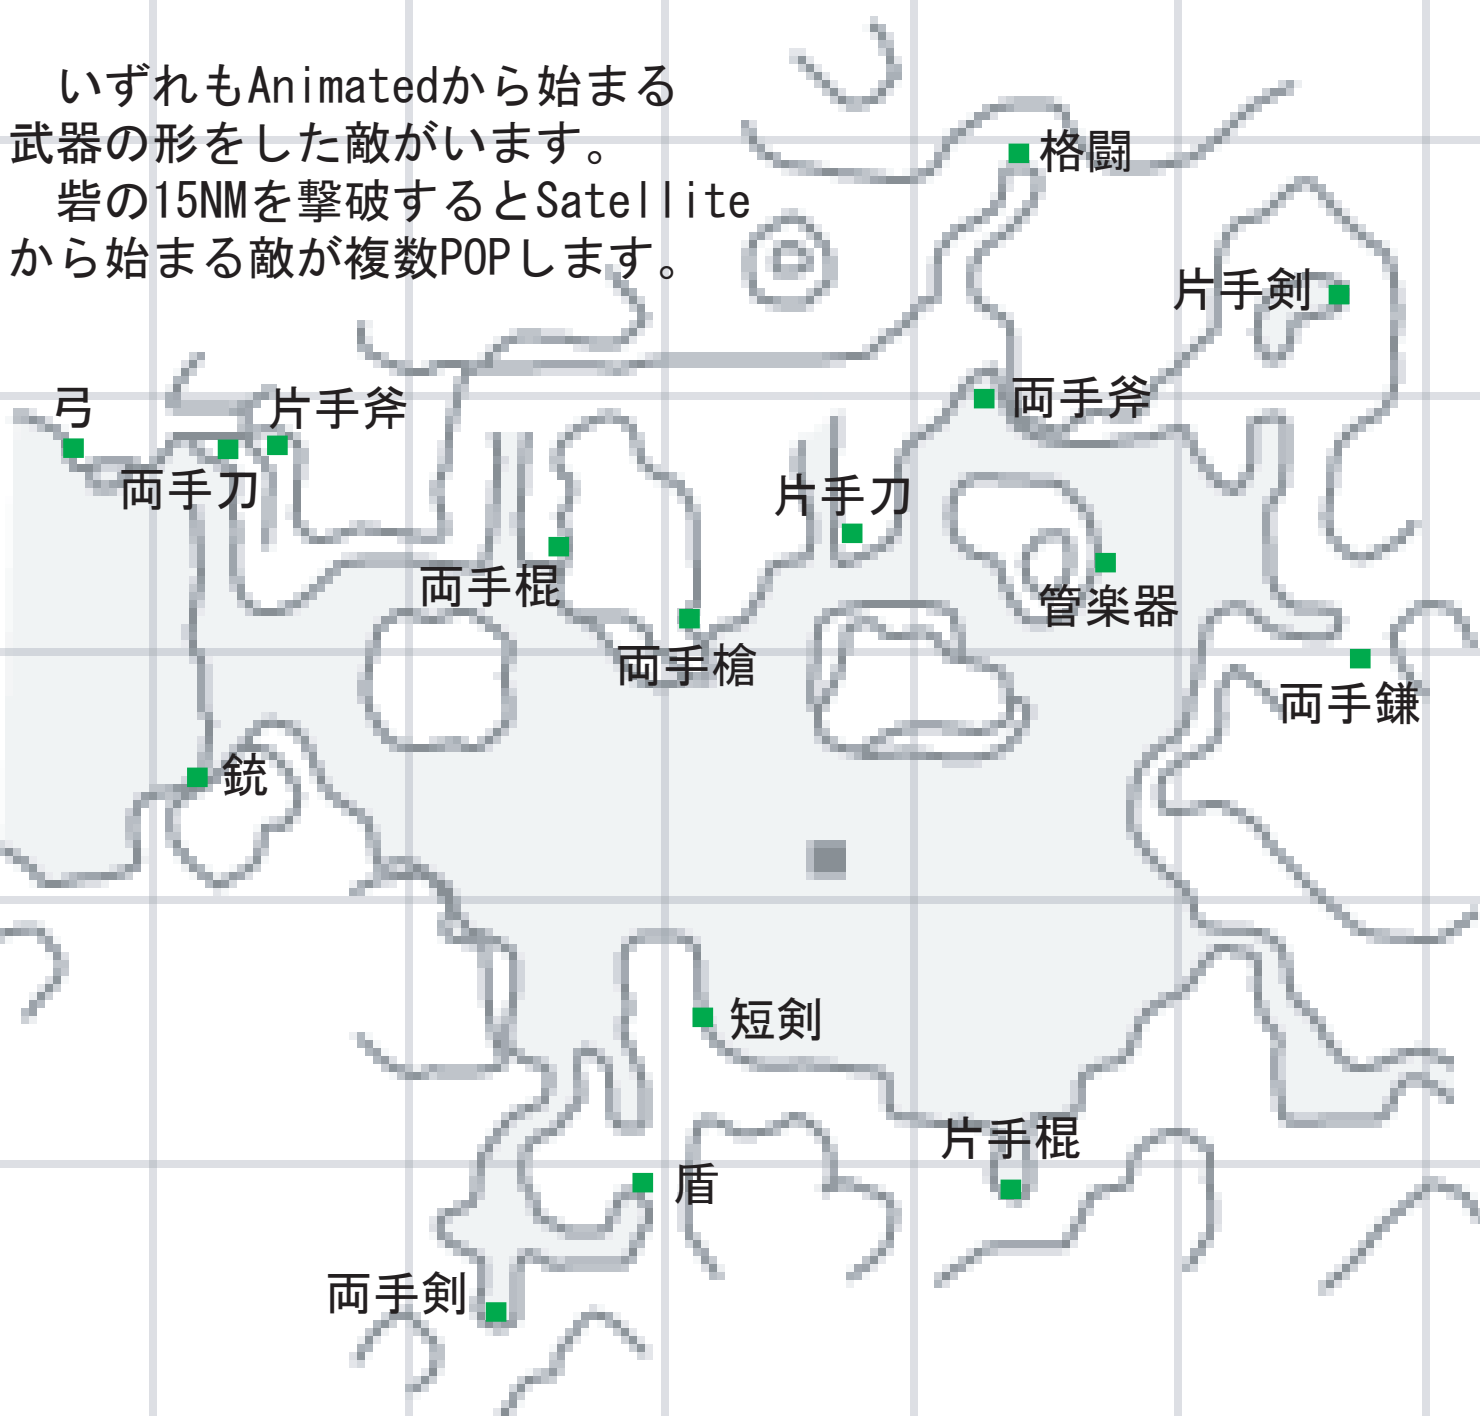 いずれもAnimatedから始まる
武器の形をした敵がいます。
砦の15NMを撃破するとSatellite
から始まる敵が複数POPします。
格闘
片手剣
弓
片手斧
両手斧
両手刀
片手刀
両手棍
管楽器
両手槍
両手鎌
銃
短剣
片手棍
盾
両手剣